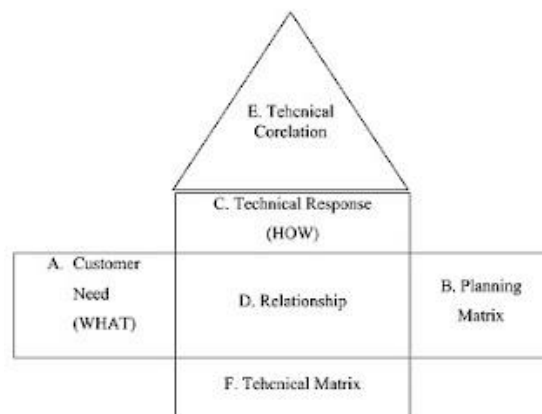 E. Tehcnical
Corelation
C. Technical Response
(HOW)
A. Customer
Need
(WHAT)
D. Relationship
B. Planning
Matrix
F. Tehcnical Matrix